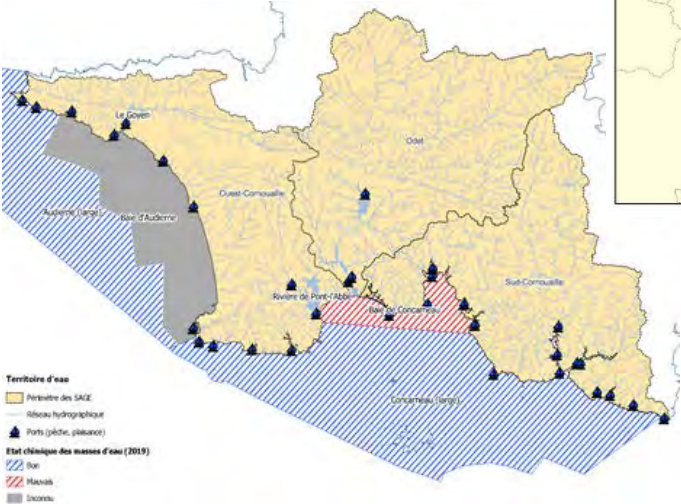 Le Goyen
Odet
Ouest-Cornouaille
Audierne (large)
Baie d'Audierne
Sud-Cornouaille
Rivière de Pont-l'Abbé
Baie de Concarneau
Concarneau (large)
Territoire d'eau
Périmètre des SAGE
Réseau hydrographique
Ports (pêche, plaisance)
Etat chimique des masses d'eau (2019)
Bon
Mauvais
Inconnu